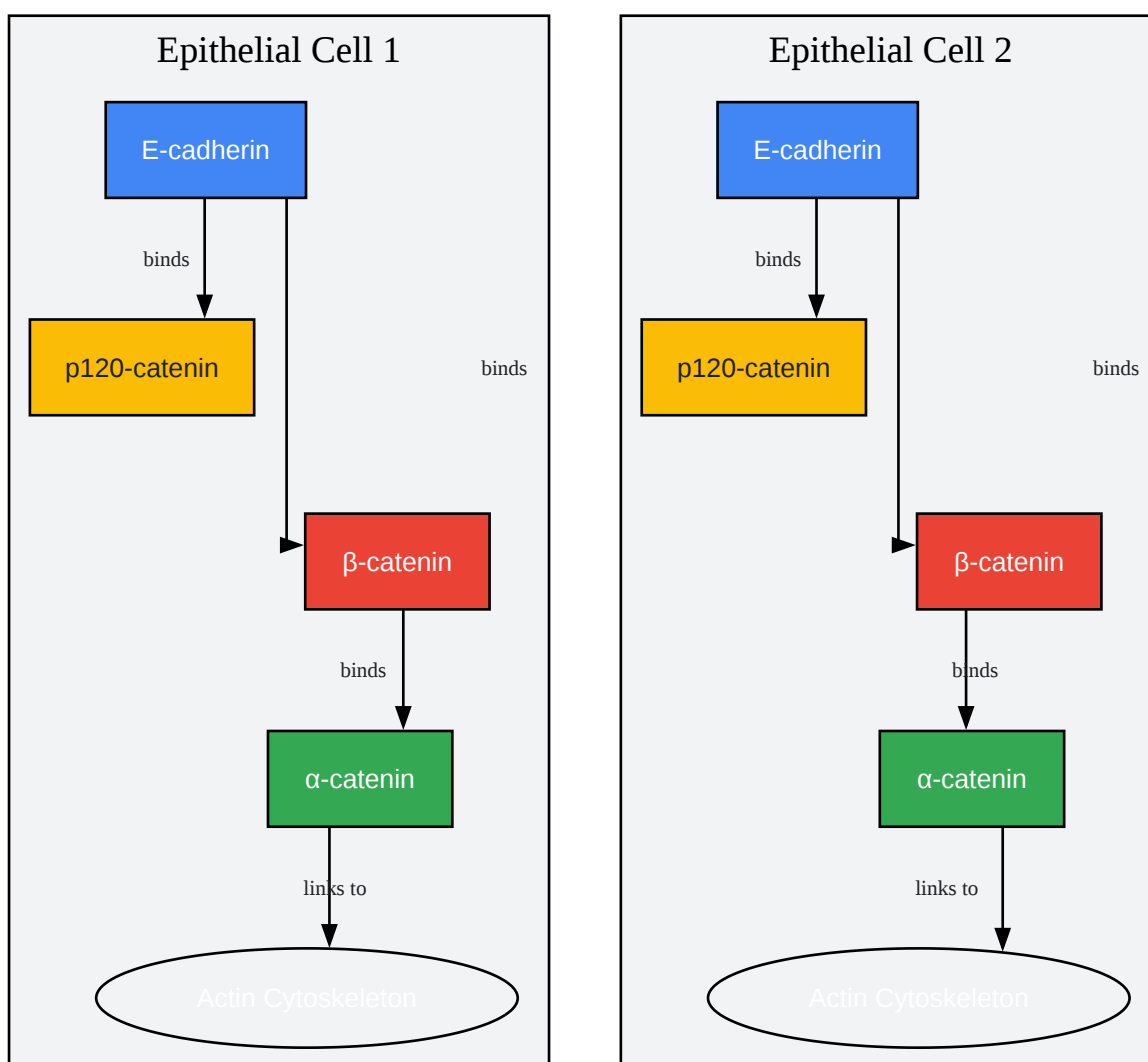 Epithelial Cell 1
E-cadherin
binds
p120-catenin
binds
β-catenin
binds
α-catenin
links to
Actin Cytoskeleton
Epithelial Cell 2
E-cadherin
binds
p120-catenin
binds
β-catenin
binds
α-catenin
links to
Actin Cytoskeleton